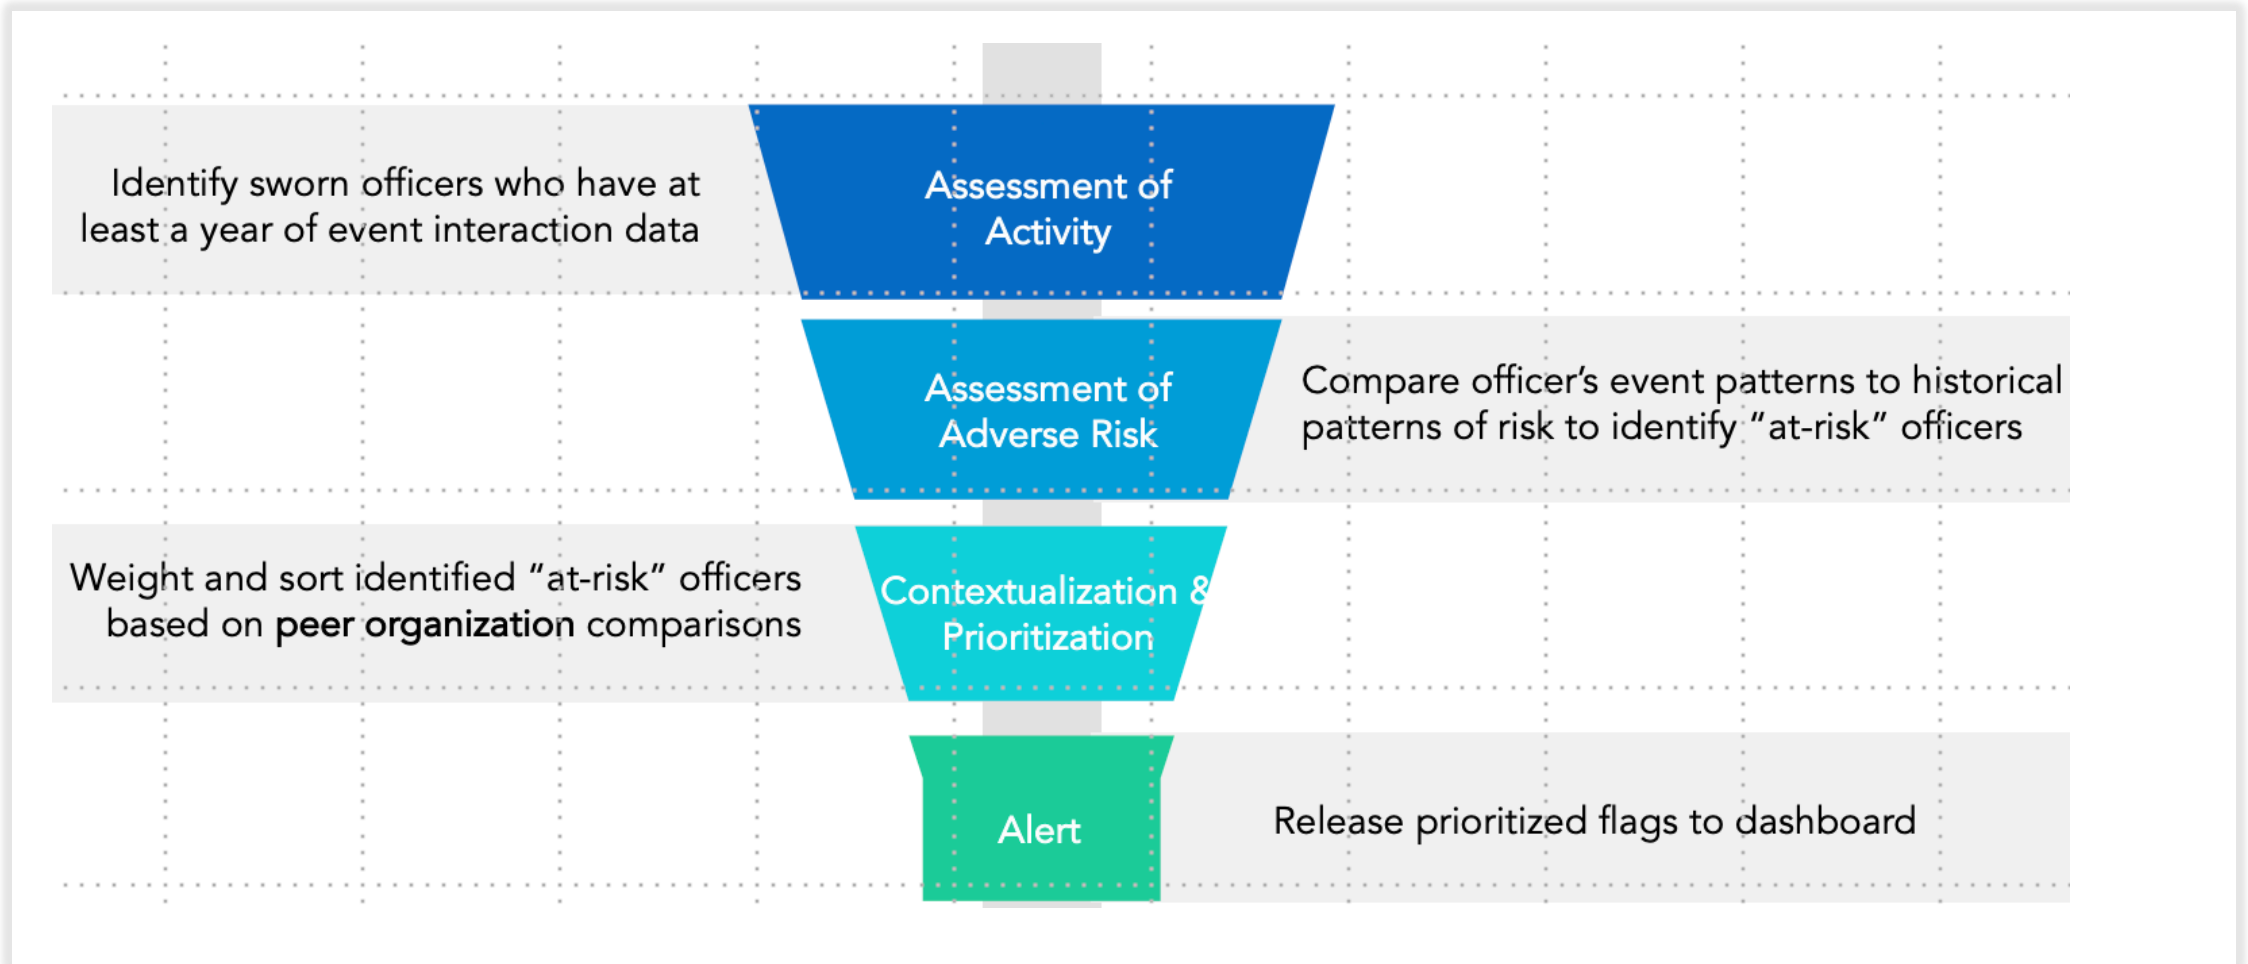 Identify sworn officers who have at
least a year of event interaction data
Assessment of
Activity
Assessment of
Adverse Risk
Compare officer’s event patterns to historical
patterns of risk to identify “at-risk” officers
Weight and sort identified “at-risk” officers
based on peer organization comparisons
Contextualization &
Prioritization
Alert
Release prioritized flags to dashboard